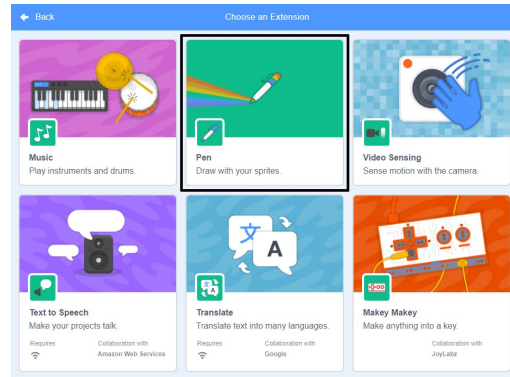 Back
Choose an Extension
Music
Play instruments and drums.
Pen
Draw with your sprites.
Video Sensing
Sense motion with the camera.
文
A
Text to Speech
Make your projects talk.
Requires
Collaboration with
Amazon Web Services
Translate
Translate text into many languages.
Requires
Collaboration with
Google
Makey Makey
Make anything into a key.
Collaboration with
JoyLabz